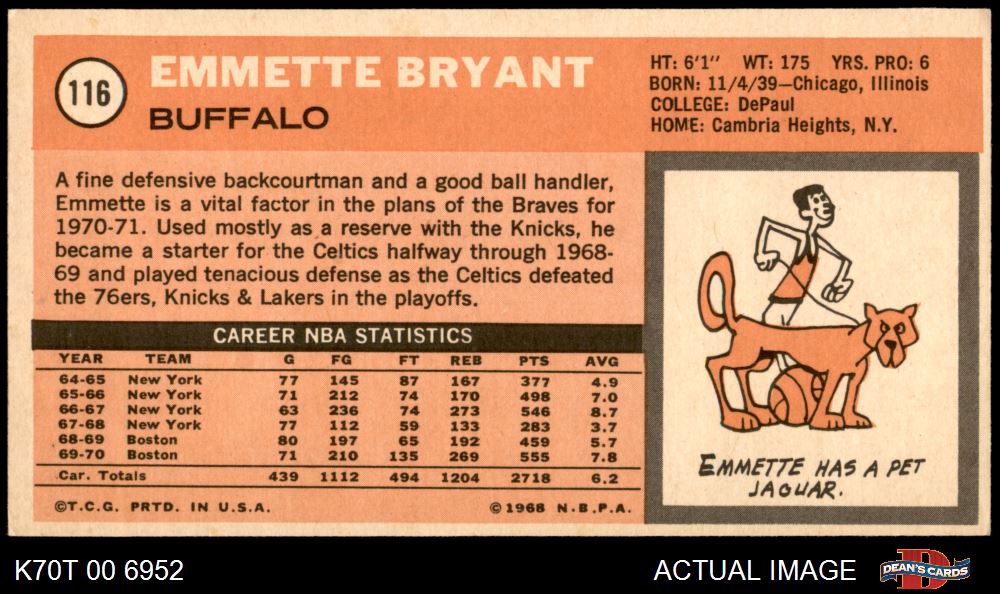 116
EMMETTE BRYANT
BUFFALO
HT: 6'1" WT: 175 YRS. PRO: 6
BORN: 11/4/39—Chicago, Illinois
COLLEGE: DePaul
HOME: Cambria Heights, N.Y.
A fine defensive backcourtman and a good ball handler,
Emmette is a vital factor in the plans of the Braves for
1970-71. Used mostly as a reserve with the Knicks, he
became a starter for the Celtics halfway through 1968-
69 and played tenacious defense as the Celtics defeated
the 76ers, Knicks & Lakers in the playoffs.
CAREER NBA STATISTICS
YEAR TEAM G FG FT REB PTS AVG
64-65 New York 77 145 87 167 377 4.9
65-66 New York 71 212 74 170 498 7.0
66-67 New York 63 236 74 273 546 8.7
67-68 New York 77 112 59 133 283 3.7
68-69 Boston 80 197 65 192 459 5.7
69-70 Boston 71 210 135 269 555 7.8
Car. Totals 439 1112 494 1204 2718 6.2
©T.C.G. PRTD. IN U.S.A. ©1968 N.B.P.A.
EMMETTE HAS A PET
JAGUAR.
K70T 00 6952
ACTUAL IMAGE
D
DEAN'S CARDS